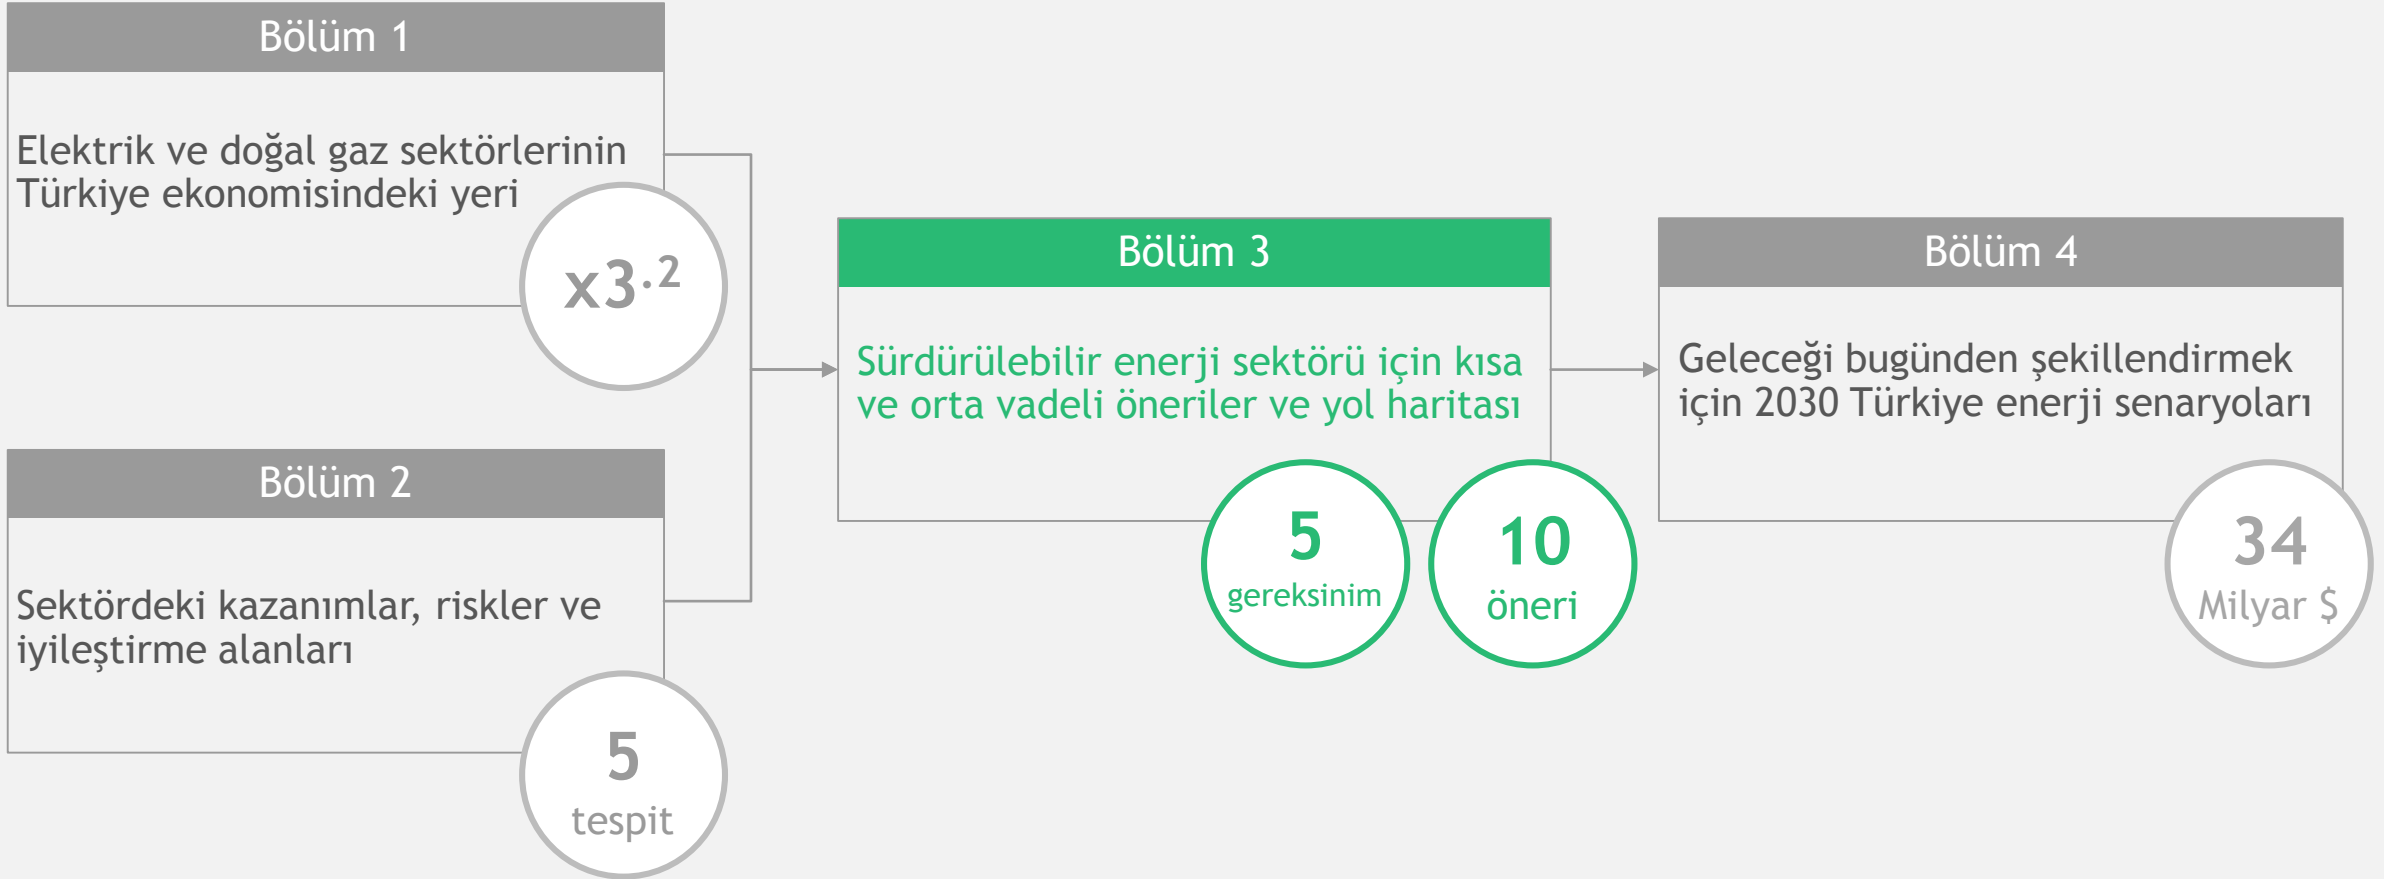 Bölüm 1
Elektrik ve doğal gaz sektörlerinin
Türkiye ekonomisindeki yeri
x3.2
Bölüm 2
Sektördeki kazanımlar, riskler ve
iyileştirme alanları
5
tespit
Bölüm 3
Sürdürülebilir enerji sektörü için kısa
ve orta vadeli öneriler ve yol haritası
5
gereksinim
10
öneri
Bölüm 4
Geleceği bugünden şekillendirmek
için 2030 Türkiye enerji senaryoları
34
Milyar $